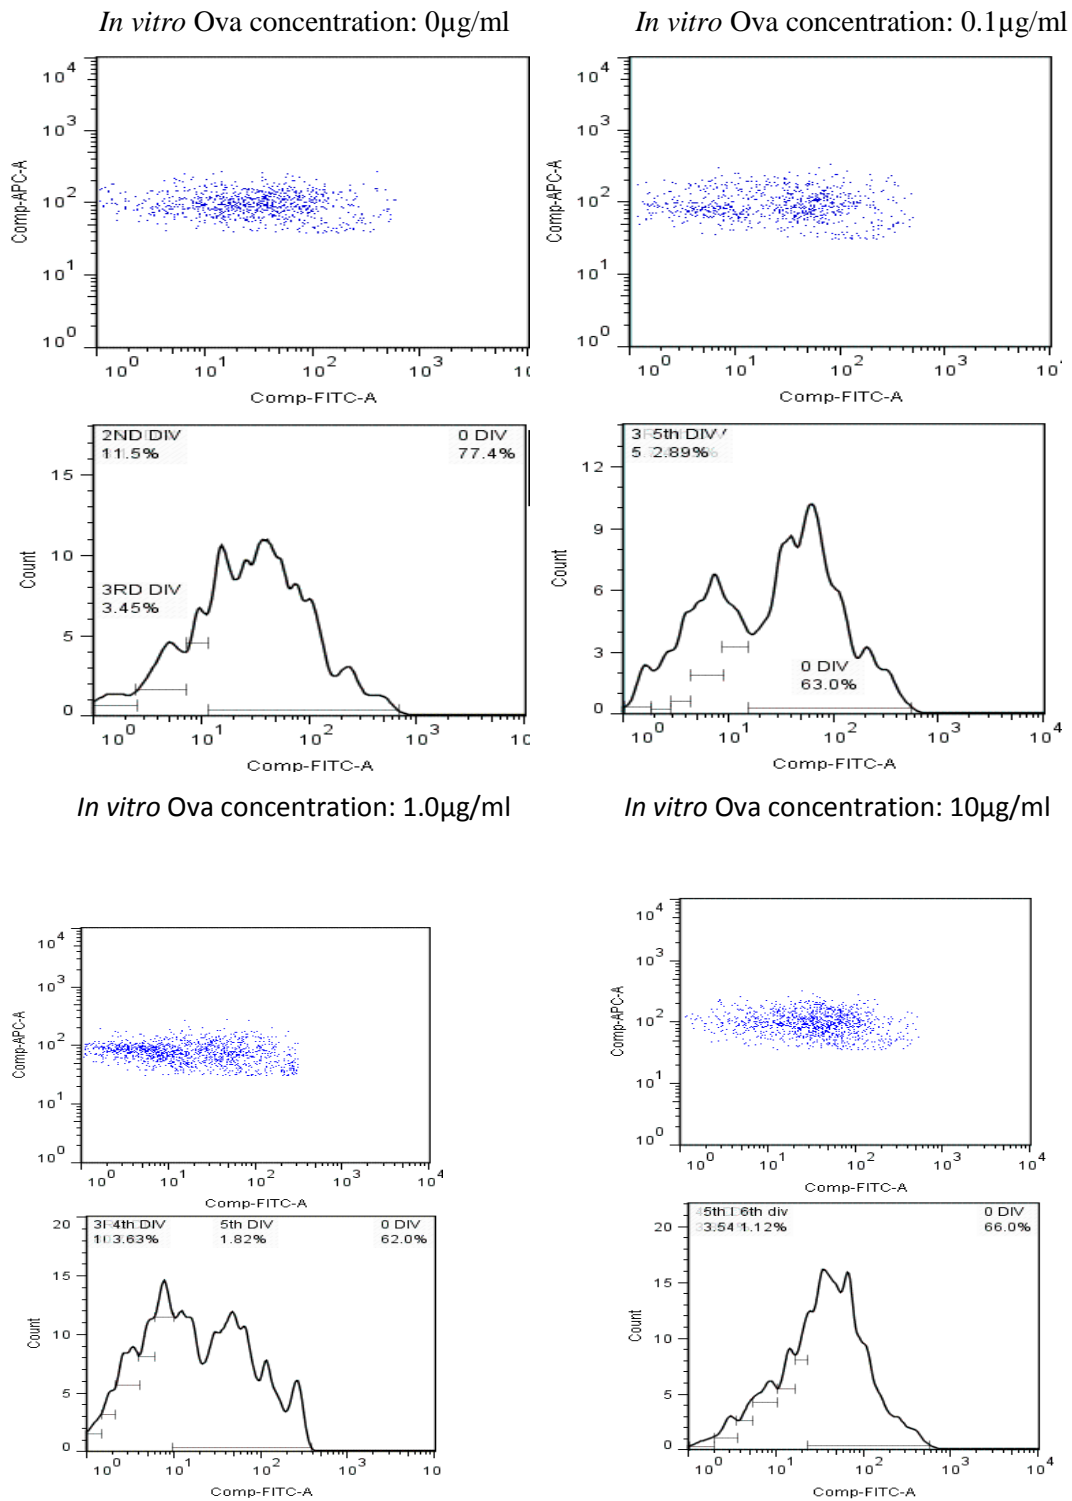 In vitro Ova concentration: 0µg/ml
In vitro Ova concentration: 0.1µg/ml
10^4
10^3
10^2
10^1
10^0
Comp-APC-A
10^0 10^1 10^2 10^3
Comp-FITC-A
10^4
10^3
10^2
10^1
10^0
Comp-APC-A
10^0 10^1 10^2 10^3
Comp-FITC-A
2ND DIV
11.5%
0 DIV
77.4%
3RD DIV
3.45%
15
10
5
0
Count
10^0 10^1 10^2 10^3
Comp-FITC-A
5th DIV
2.89%
0 DIV
63.0%
12
9
6
3
0
Count
10^0 10^1 10^2 10^3 10^4
Comp-FITC-A
In vitro Ova concentration: 1.0µg/ml
In vitro Ova concentration: 10µg/ml
10^4
10^3
10^2
10^1
10^0
Comp-APC-A
10^0 10^1 10^2 10^3 10^4
Comp-FITC-A
10^4
10^3
10^2
10^1
10^0
Comp-APC-A
10^0 10^1 10^2 10^3 10^4
Comp-FITC-A
4th DIV
3.63%
5th DIV
1.82%
0 DIV
62.0%
20
15
10
5
0
Count
10^0 10^1 10^2 10^3 10^4
Comp-FITC-A
5th 6th div
3.54 1.12%
0 DIV
66.0%
20
15
10
5
0
Count
10^0 10^1 10^2 10^3 10^4
Comp-FITC-A